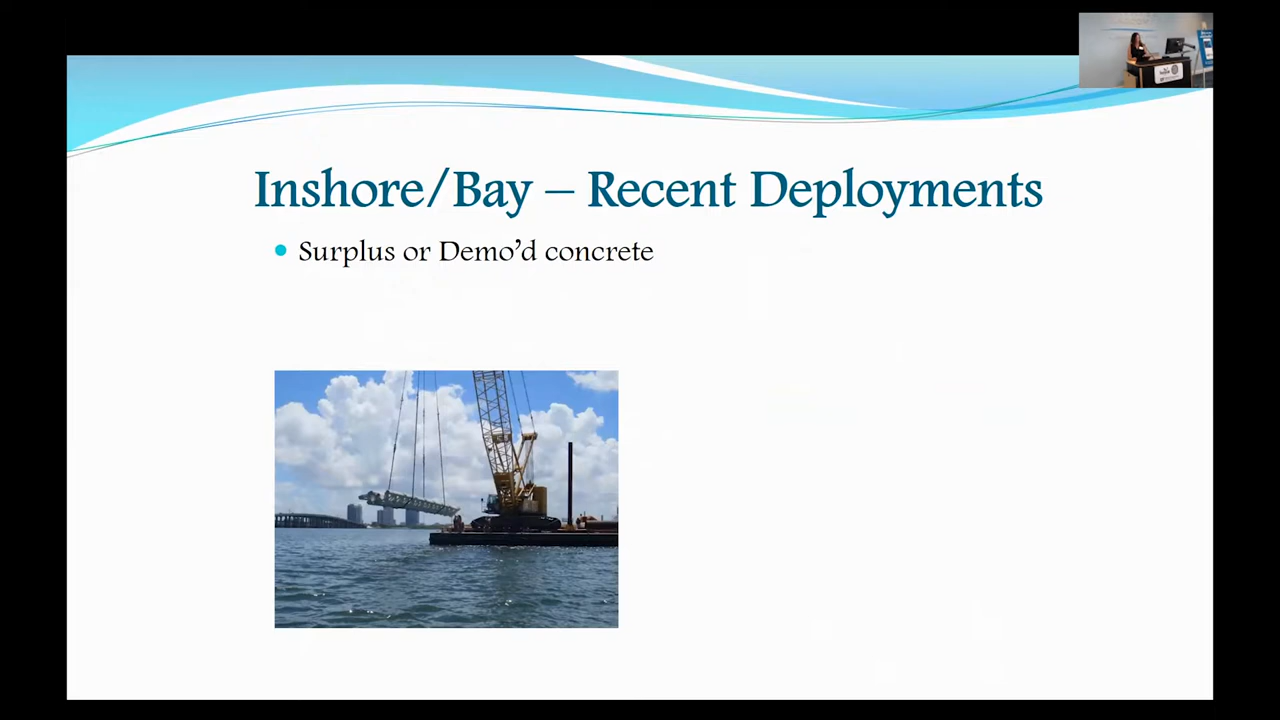 Inshore/Bay – Recent Deployments
Surplus or Demo’d concrete